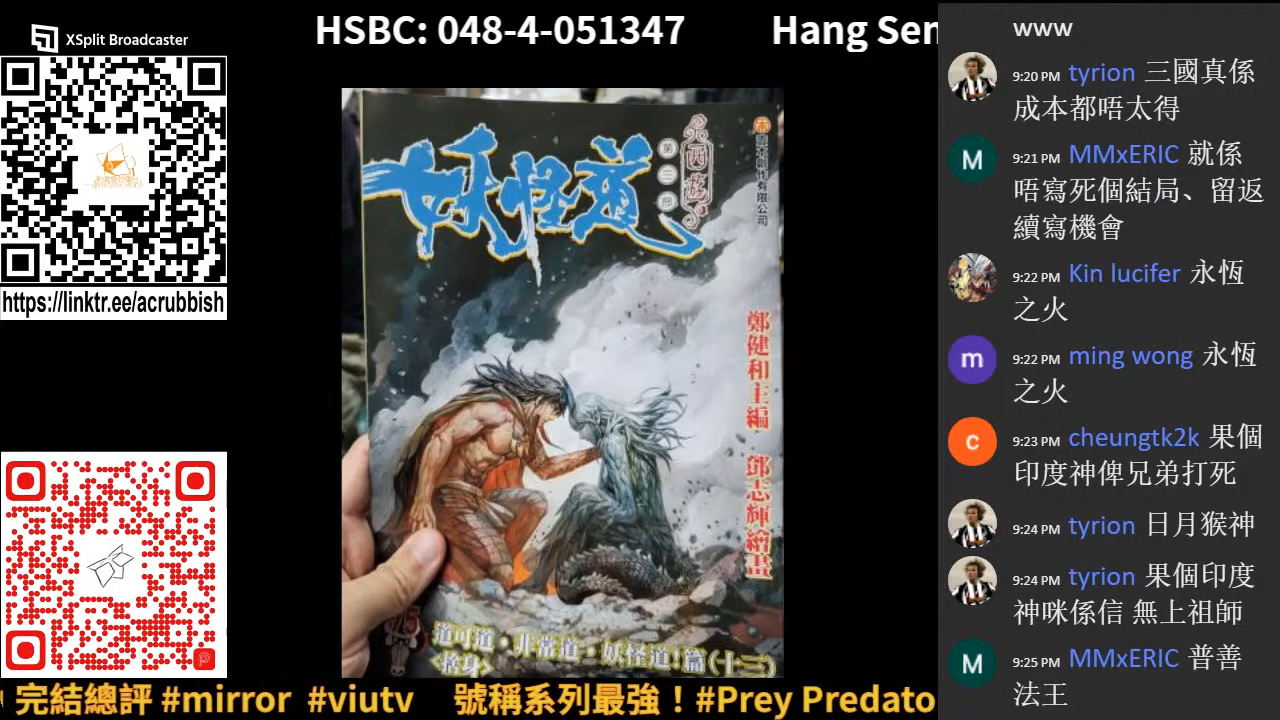 XSplit Broadcaster
HSBC: 048-4-051347
Hang Sen
https://linktr.ee/acrubbish
妖怪道
西遊
第三部
有限公司
鄭健和主編
鄧志輝繪畫
道可道·非常道·妖怪道!篇(十三)
<捨身>
完結總評 #mirror #viutv 號稱系列最強！#Prey Predato
www
9:20 PM tyrion 三國真係
成本都唔太得
9:21 PM MMxERIC 就係
唔寫死個結局、留返
續寫機會
9:22 PM Kin lucifer 永恆
之火
9:22 PM ming wong 永恆
之火
9:23 PM cheungtk2k 果個
印度神俾兄弟打死
9:24 PM tyrion 日月猴神
9:24 PM tyrion 果個印度
神咪係信 無上祖師
9:25 PM MMxERIC 普善
法王